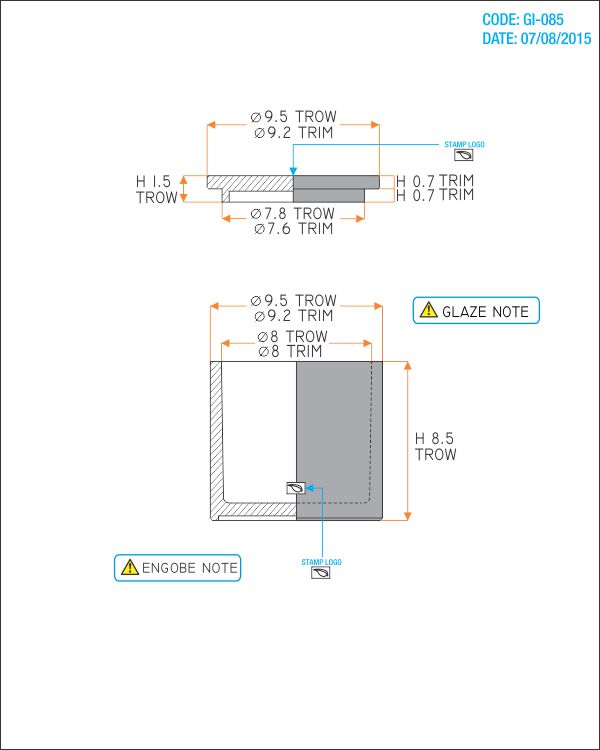 CODE: GI-085
DATE: 07/08/2015
⌀9.5 TROW
⌀9.2 TRIM
STAMP LOGO
H 1.5
TROW
H 0.7 TRIM
H 0.7 TRIM
⌀7.8 TROW
⌀7.6 TRIM
⌀9.5 TROW
⌀9.2 TRIM
GLAZE NOTE
⌀8 TROW
⌀8 TRIM
H 8.5
TROW
STAMP LOGO
ENGOBE NOTE